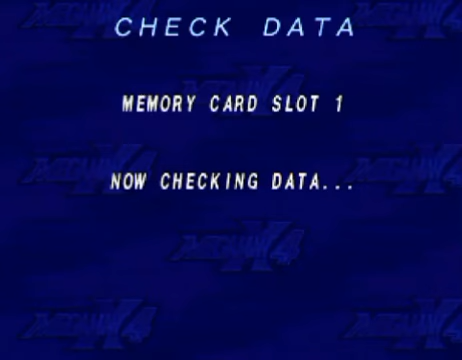 CHECK DATA
MEMORY CARD SLOT 1
NOW CHECKING DATA...